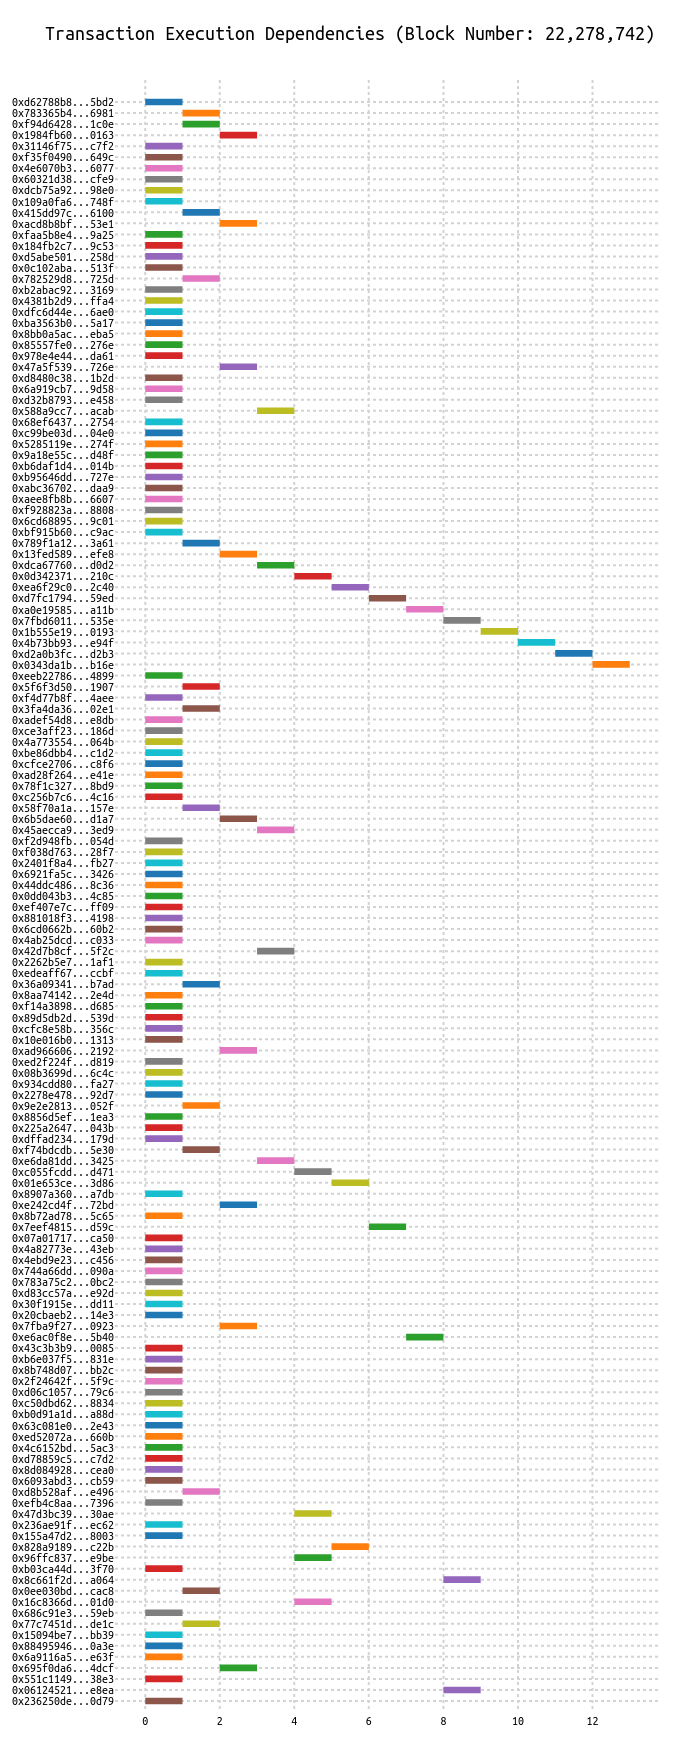 Transaction Execution Dependencies (Block Number: 22,278,742)
0xd62788b8...5bd2
0x783365b4...6981
0xf94d6428...1c0e
0x1984fb60...0163
0x31146f75...c7f2
0xf35f0490...649c
0x4e6070b3...6077
0x60321d38...cfe9
0xdcb75a92...98e0
0x109a0fa6...748f
0x415dd97c...6100
0xacd8b8bf...53e1
0xfaa5b8e4...9a25
0x184fb2c7...9c53
0xd5abe501...258d
0x0c102aba...513f
0x782529d8...725d
0xb2abac92...3169
0x4381b2d9...ffa4
0xdfc6d44e...6ae0
0xba3563b0...5a17
0x8bb0a5ac...eba5
0x85557fe0...276e
0x978e4e44...da61
0x47a5f539...726e
0xd8480c38...1b2d
0x6a919cb7...9d58
0xd32b8793...e458
0x588a9cc7...acab
0x68ef6437...2754
0xc99be03d...04e0
0x5285119e...274f
0x9a18e55c...d48f
0xb6daf1d4...014b
0xb95646dd...727e
0xabc36702...daa9
0xaee8fb8b...6607
0xf928823a...8808
0x6cd68895...9c01
0xbf915b60...c9ac
0x789f1a12...3a61
0x13fed589...efe8
0xdca67760...d0d2
0x0d342371...210c
0xea6f29c0...2c40
0xd7fc1794...59ed
0xa0e19585...a11b
0x7fbd6011...535e
0x1b555e19...0193
0x4b73bb93...e94f
0xd2a0b3fc...d2b3
0x0343da1b...b16e
0xeeb22786...4899
0x5f6f3d50...1907
0xf4d77b8f...4aee
0x3fa4da36...02e1
0xadef54d8...e8db
0xce3aff23...186d
0x4a773554...064b
0xbe86dbb4...c1d2
0xcfce2706...c8f6
0xad28f264...e41e
0x78f1c327...8bd9
0xc256b7c6...4c16
0x58f70a1a...157e
0x6b5dae60...d1a7
0x45aecca9...3ed9
0xf2d948fb...054d
0xf038d763...28f7
0x2401f8a4...fb27
0x6921fa5c...3426
0x44ddc486...8c36
0x0dd043b3...4c85
0xef407e7c...ff09
0x881018f3...4198
0x6cd0662b...60b2
0x4ab25dcd...c033
0x42d7b8cf...5f2c
0x2262b5e7...1af1
0xedeaff67...ccbf
0x36a09341...b7ad
0x8aa74142...2e4d
0xf14a3898...d685
0x89d5db2d...539d
0xcfc8e58b...356c
0x10e016b0...1313
0xad966606...2192
0xed2f224f...d819
0x08b3699d...6c4c
0x934cdd80...fa27
0x2278e478...92d7
0x9e2e2813...052f
0x8856d5ef...1ea3
0x225a2647...043b
0xdffad234...179d
0xf74bdcdb...5e30
0xe6da81dd...3425
0xc055fcdd...d471
0x01e653ce...3d86
0x8907a360...a7db
0xe242cd4f...72bd
0x8b72ad78...5c65
0x7eef4815...d59c
0x07a01717...ca50
0x4a82773e...43eb
0x4ebd9e23...c456
0x744a66dd...090a
0x783a75c2...0bc2
0xd83cc57a...e92d
0x30f1915e...dd11
0x20cbaeb2...14e3
0x7fba9f27...0923
0xe6ac0f8e...5b40
0x43c3b3b9...0085
0xb6e037f5...831e
0x8b748d07...bb2c
0x2f24642f...5f9c
0xd06c1057...79c6
0xc50dbd62...8834
0xb0d91a1d...a88d
0x63c081e0...2e43
0xed52072a...660b
0x4c6152bd...5ac3
0xd78859c5...c7d2
0x8d084928...cea0
0x6093abd3...cb59
0xd8b528af...e496
0xefb4c8aa...7396
0x47d3bc39...30ae
0x236ae91f...ec62
0x155a47d2...8003
0x828a9189...c22b
0x96ffc837...e9be
0xb03ca44d...3f70
0x8c661f2d...a064
0x0ee030bd...cac8
0x16c8366d...01d0
0x686c91e3...59eb
0x77c7451d...de1c
0x15094be7...bb39
0x88495946...0a3e
0x6a9116a5...e63f
0x695f0da6...4dcf
0x551c1149...38e3
0x06124521...e8ea
0x236250de...0d79
0 2 4 6 8 10 12